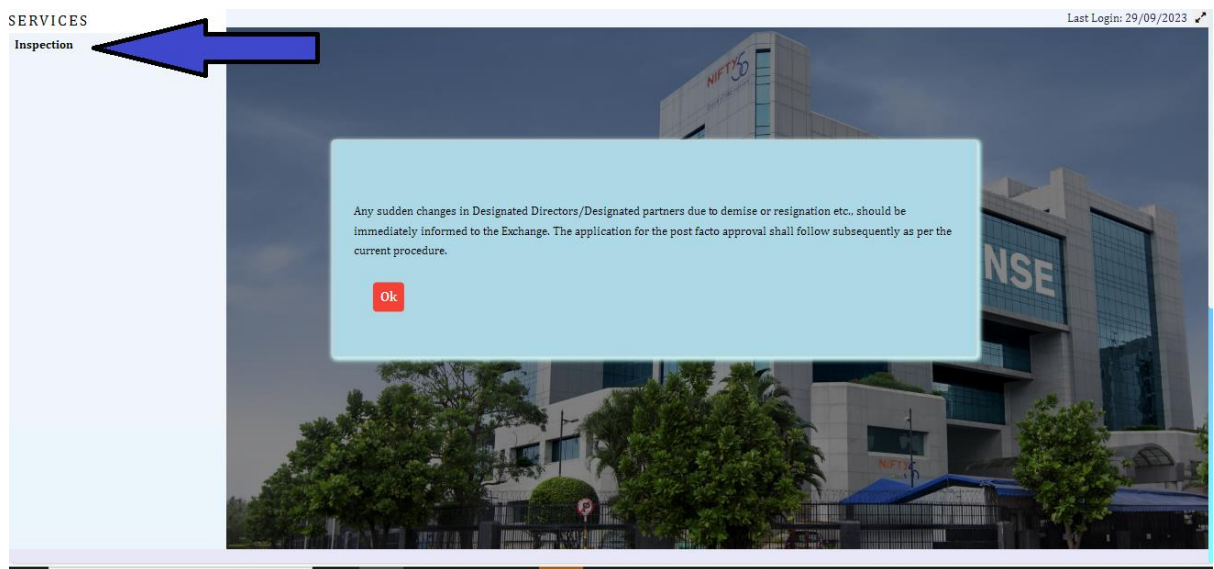 SERVICES
Last Login: 29/09/2023
Inspection
NIFTY50
Any sudden changes in Designated Directors/Designated partners due to demise or resignation etc., should be
immediately informed to the Exchange. The application for the post facto approval shall follow subsequently as per the
current procedure.
NSE
Ok
NIFTY50
P